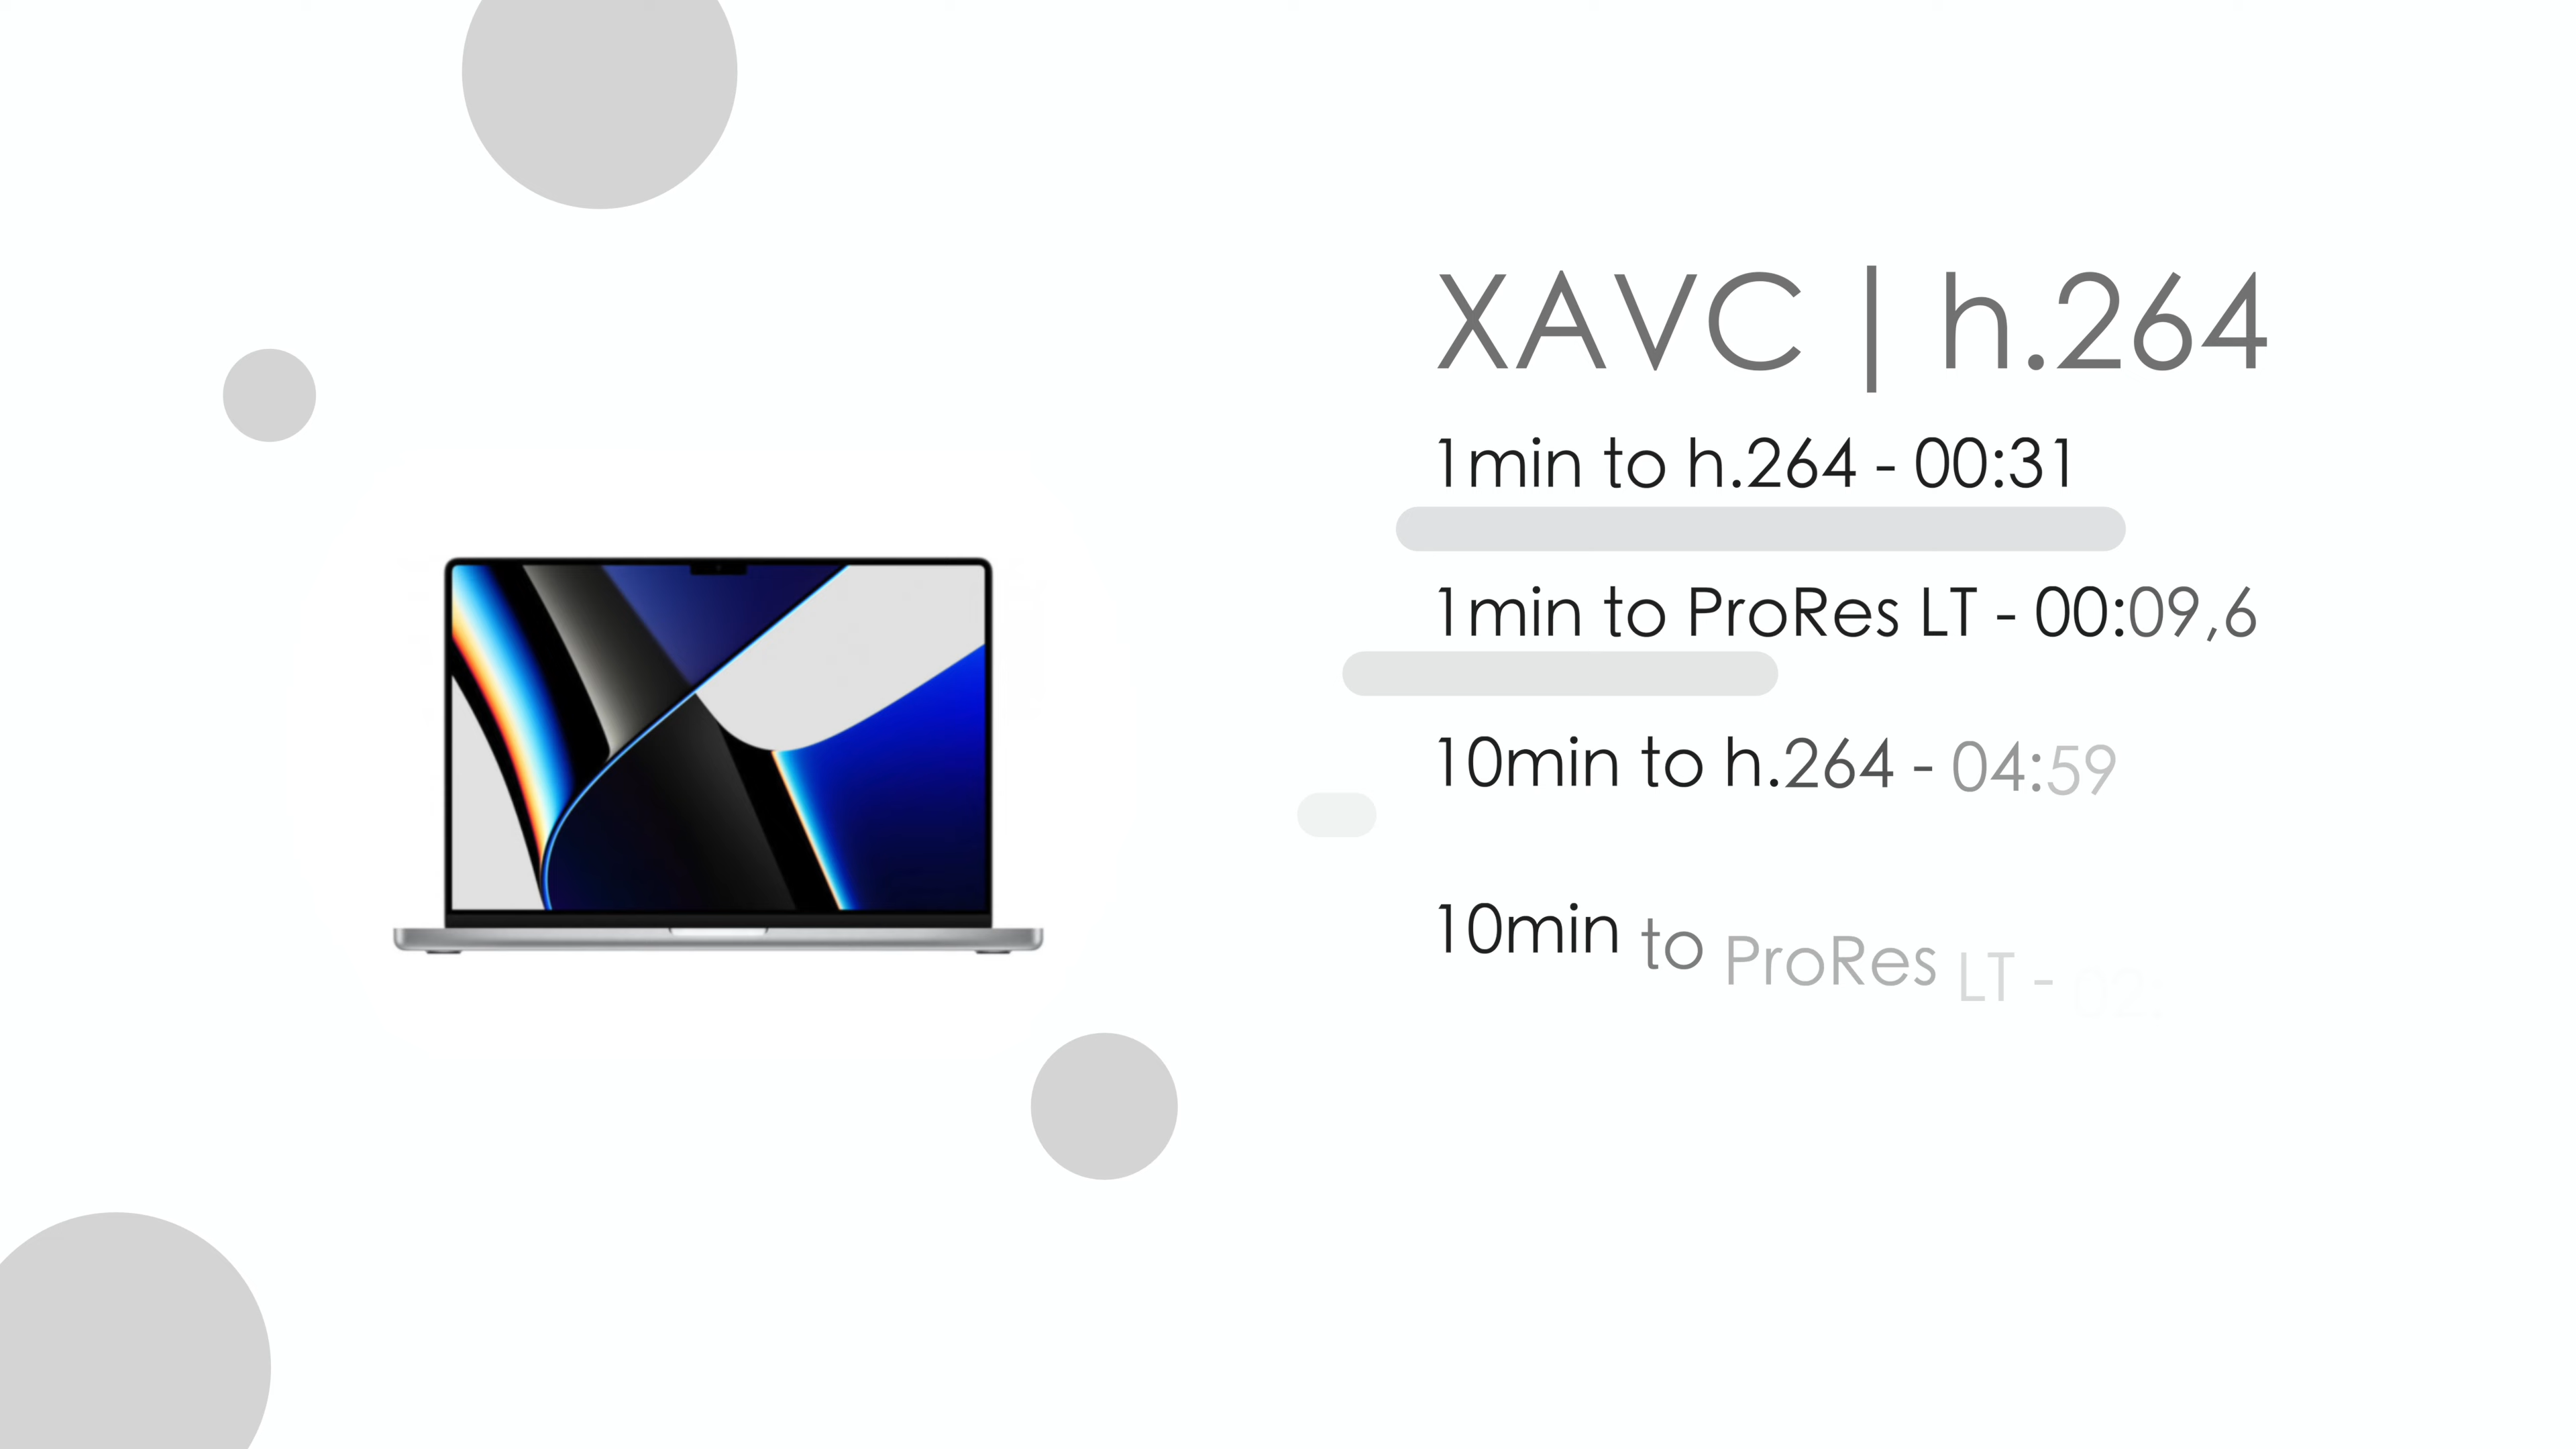 XAVC | h.264
1min to h.264 - 00:31
1min to ProRes LT - 00:09,6
10min to h.264 - 04:59
10min to ProRes LT - 02: